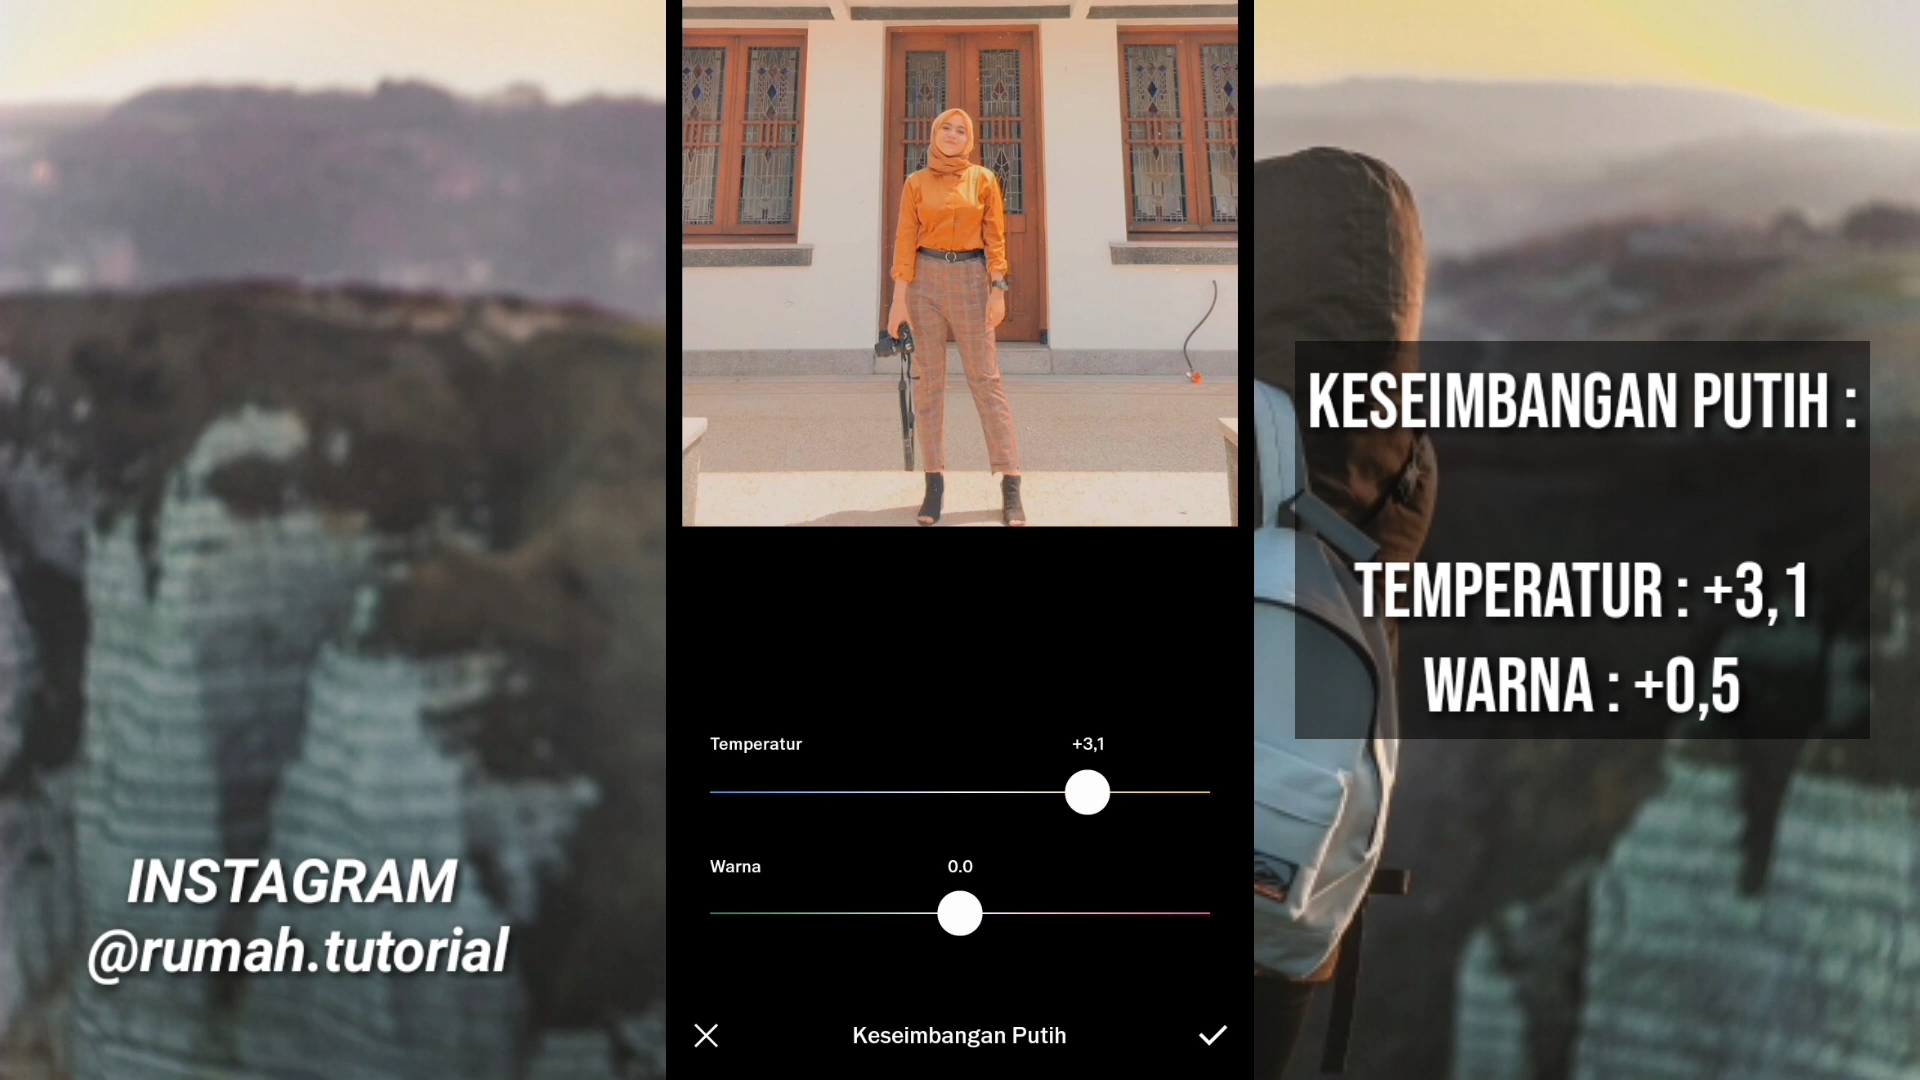 INSTAGRAM
@rumah.tutorial
Temperatur
+3,1
Warna
0.0
Keseimbangan Putih
KESEIMBANGAN PUTIH :
TEMPERATUR : +3,1
WARNA : +0,5